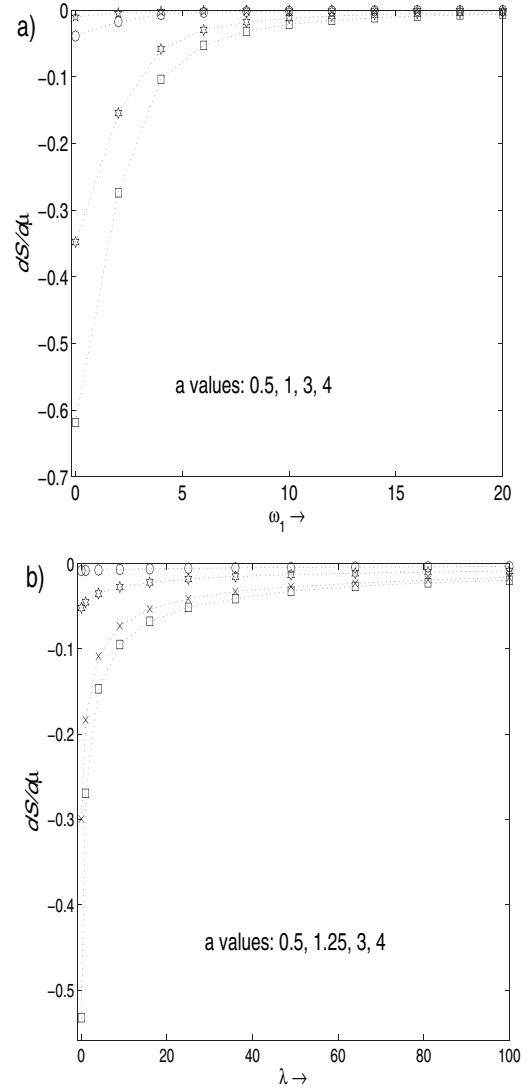 a)
0
−0.1
−0.2
−0.3
−0.4
−0.5
−0.6
−0.7
dS/dμ
a values: 0.5, 1, 3, 4
0 5 10 15 20
ω1 →
b)
0
−0.1
−0.2
−0.3
−0.4
−0.5
dS/dμ
a values: 0.5, 1.25, 3, 4
0 20 40 60 80 100
λ →